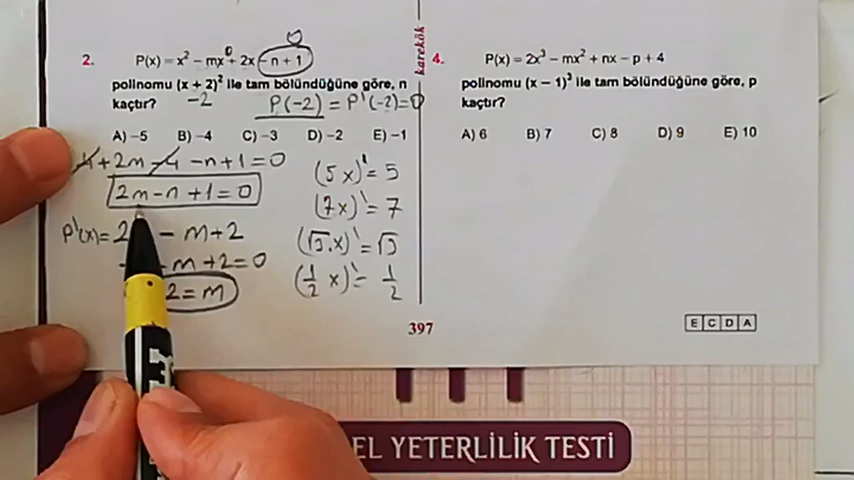 2. P(x) = x² – mx + 2x – n + 1
0
0
polinomu (x + 2)² ile tam bölündüğüne göre, n
kaçtır? -2 P(-2) = P'(-2)=0
A) –5 B) –4 C) –3 D) –2 E) –1
4+2m-4-n+1=0
2m-n+1=0
P'(x)= 2 - m+2
m+2=0
2=m
(5x)'=5
(7x)'=7
(√3.x)'=√3
(1/2 x)'= 1/2
karekök
4. P(x) = 2x³ – mx² + nx – p + 4
polinomu (x – 1)³ ile tam bölündüğüne göre, p
kaçtır?
A) 6 B) 7 C) 8 D) 9 E) 10
397
E C D A
EL YETERLİLİK TESTİ